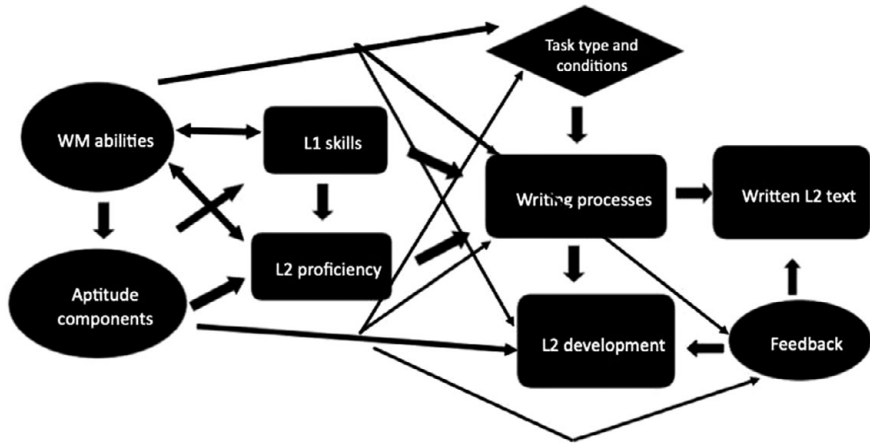 Task type and
conditions
WM abilities
L1 skills
Writing processes
Written L2 text
L2 proficiency
Aptitude
components
L2 development
Feedback